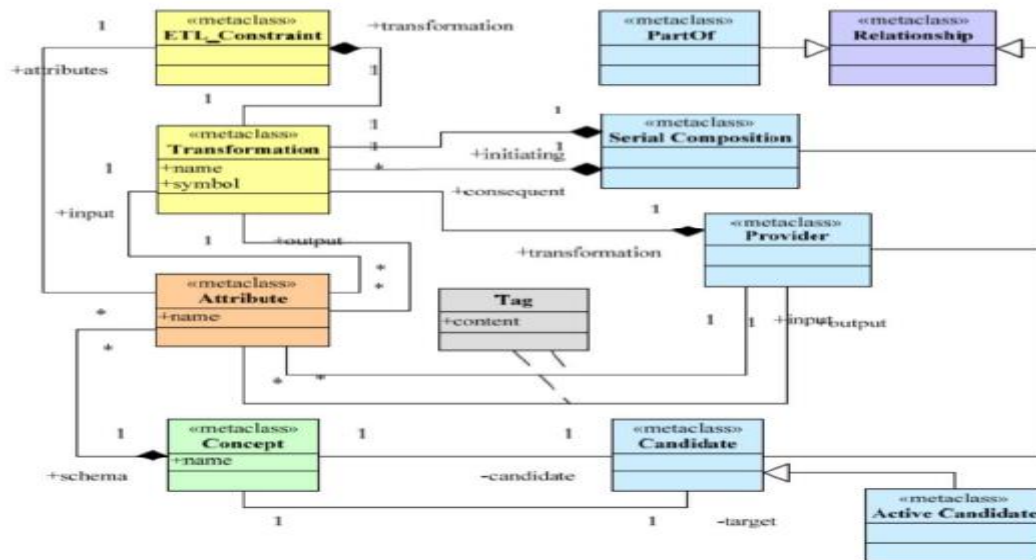 «metaclass»
ETL_Constraint
1
+transformation
«metaclass»
PartOf
«metaclass»
Relationship
+attributes
1
1
«metaclass»
Transformation
+name
+symbol
1
1
1
*
+initiating
+consequent
1
1
«metaclass»
Serial Composition
1
+input
1
+output
*
*
+transformation
1
«metaclass»
Provider
«metaclass»
Attribute
+name
*
*
Tag
+content
1
1
+input
+output
*
*
1
+schema
«metaclass»
Concept
+name
1
1
-candidate
«metaclass»
Candidate
1
1
-target
«metaclass»
Active Candidate